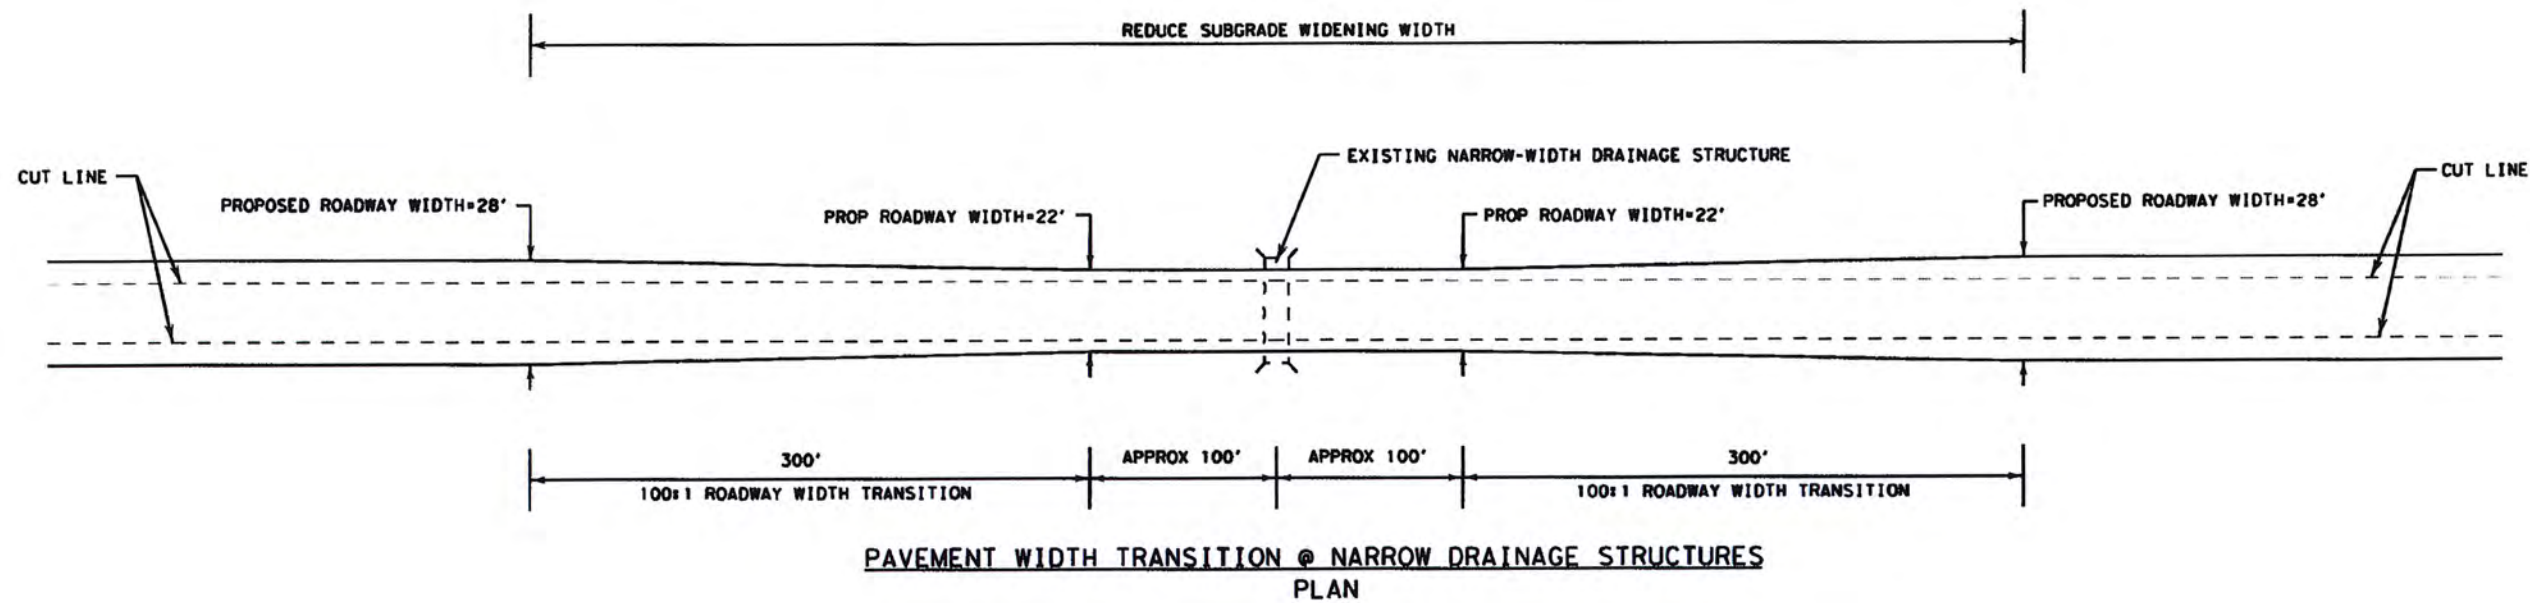 REDUCE SUBGRADE WIDENING WIDTH
EXISTING NARROW-WIDTH DRAINAGE STRUCTURE
CUT LINE
CUT LINE
PROPOSED ROADWAY WIDTH=28'
PROP ROADWAY WIDTH=22'
PROP ROADWAY WIDTH=22'
PROPOSED ROADWAY WIDTH=28'
300'
APPROX 100'
APPROX 100'
300'
100:1 ROADWAY WIDTH TRANSITION
100:1 ROADWAY WIDTH TRANSITION
PAVEMENT WIDTH TRANSITION @ NARROW DRAINAGE STRUCTURES
PLAN